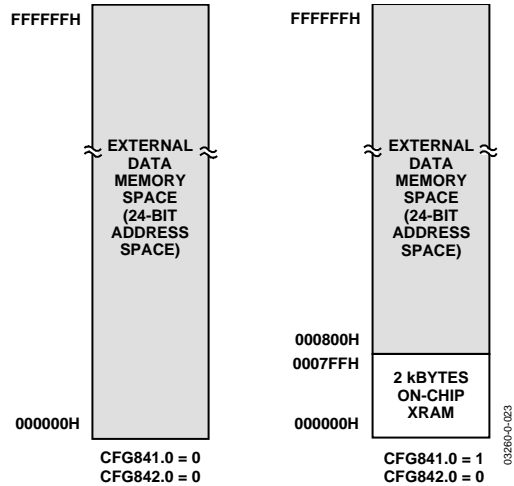 FFFFFFH
EXTERNAL
DATA
MEMORY
SPACE
(24-BIT
ADDRESS
SPACE)
000000H
CFG841.0 = 0
CFG842.0 = 0
FFFFFFH
EXTERNAL
DATA
MEMORY
SPACE
(24-BIT
ADDRESS
SPACE)
000800H
0007FFH
2 kBYTES
ON-CHIP
XRAM
000000H
CFG841.0 = 1
CFG842.0 = 0
03260-0-023